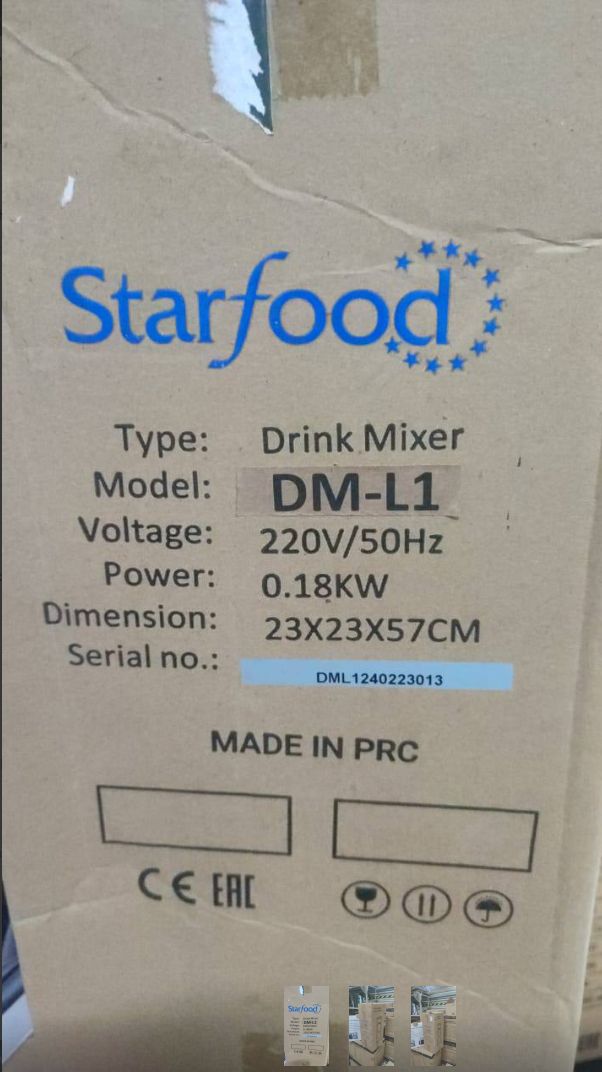 Starfood
Type: Drink Mixer
Model: DM-L1
Voltage: 220V/50Hz
Power: 0.18KW
Dimension: 23X23X57CM
Serial no.: DML1240223013
MADE IN PRC
CE EAC